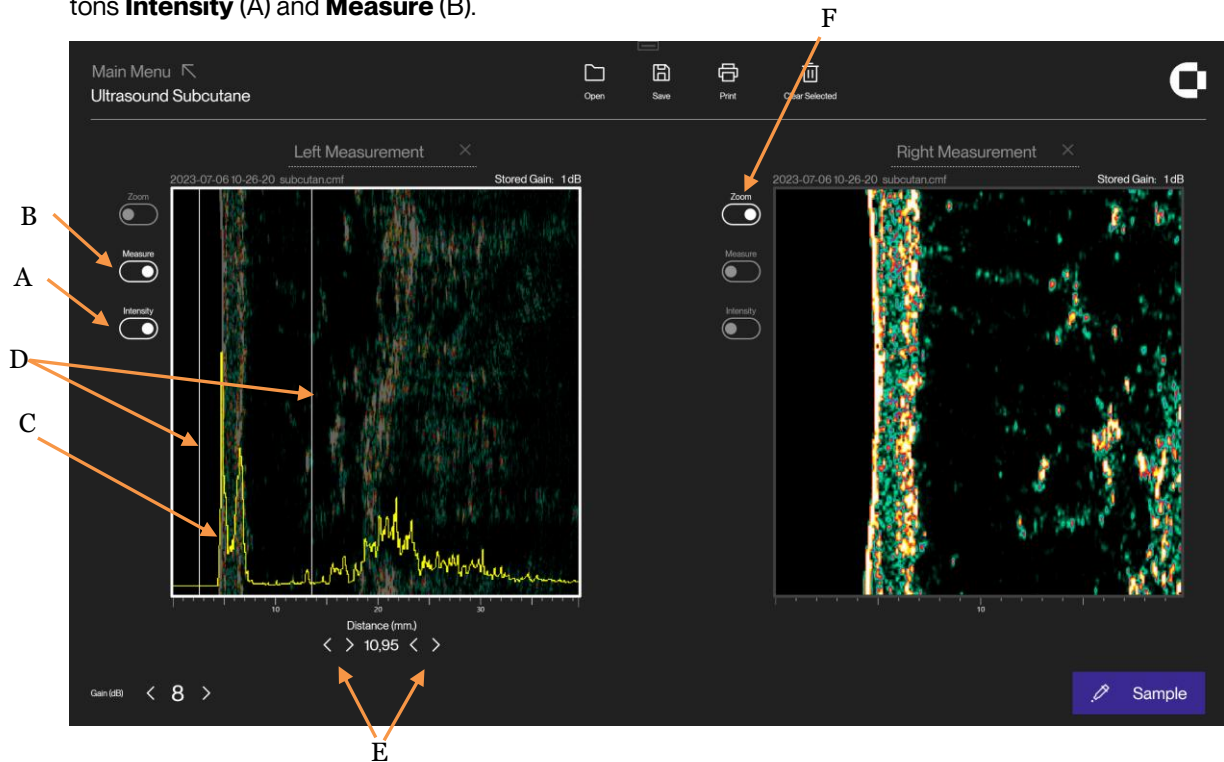 tons Intensity (A) and Measure (B).
F
Main Menu
Ultrasound Subcutane
Open Save Print Clear Selected
Left Measurement ×
Right Measurement ×
2023-07-06 10-26-20 subcutan.cmf Stored Gain: 1 dB
2023-07-06 10-26-20 subcutan.cmf Stored Gain: 1 dB
Zoom
Zoom
B
Measure
Measure
A
Intensity
Intensity
D
C
10 20 30
10
Distance (mm.)
< > 10,95 < >
Gain (dB) < 8 >
Sample
E